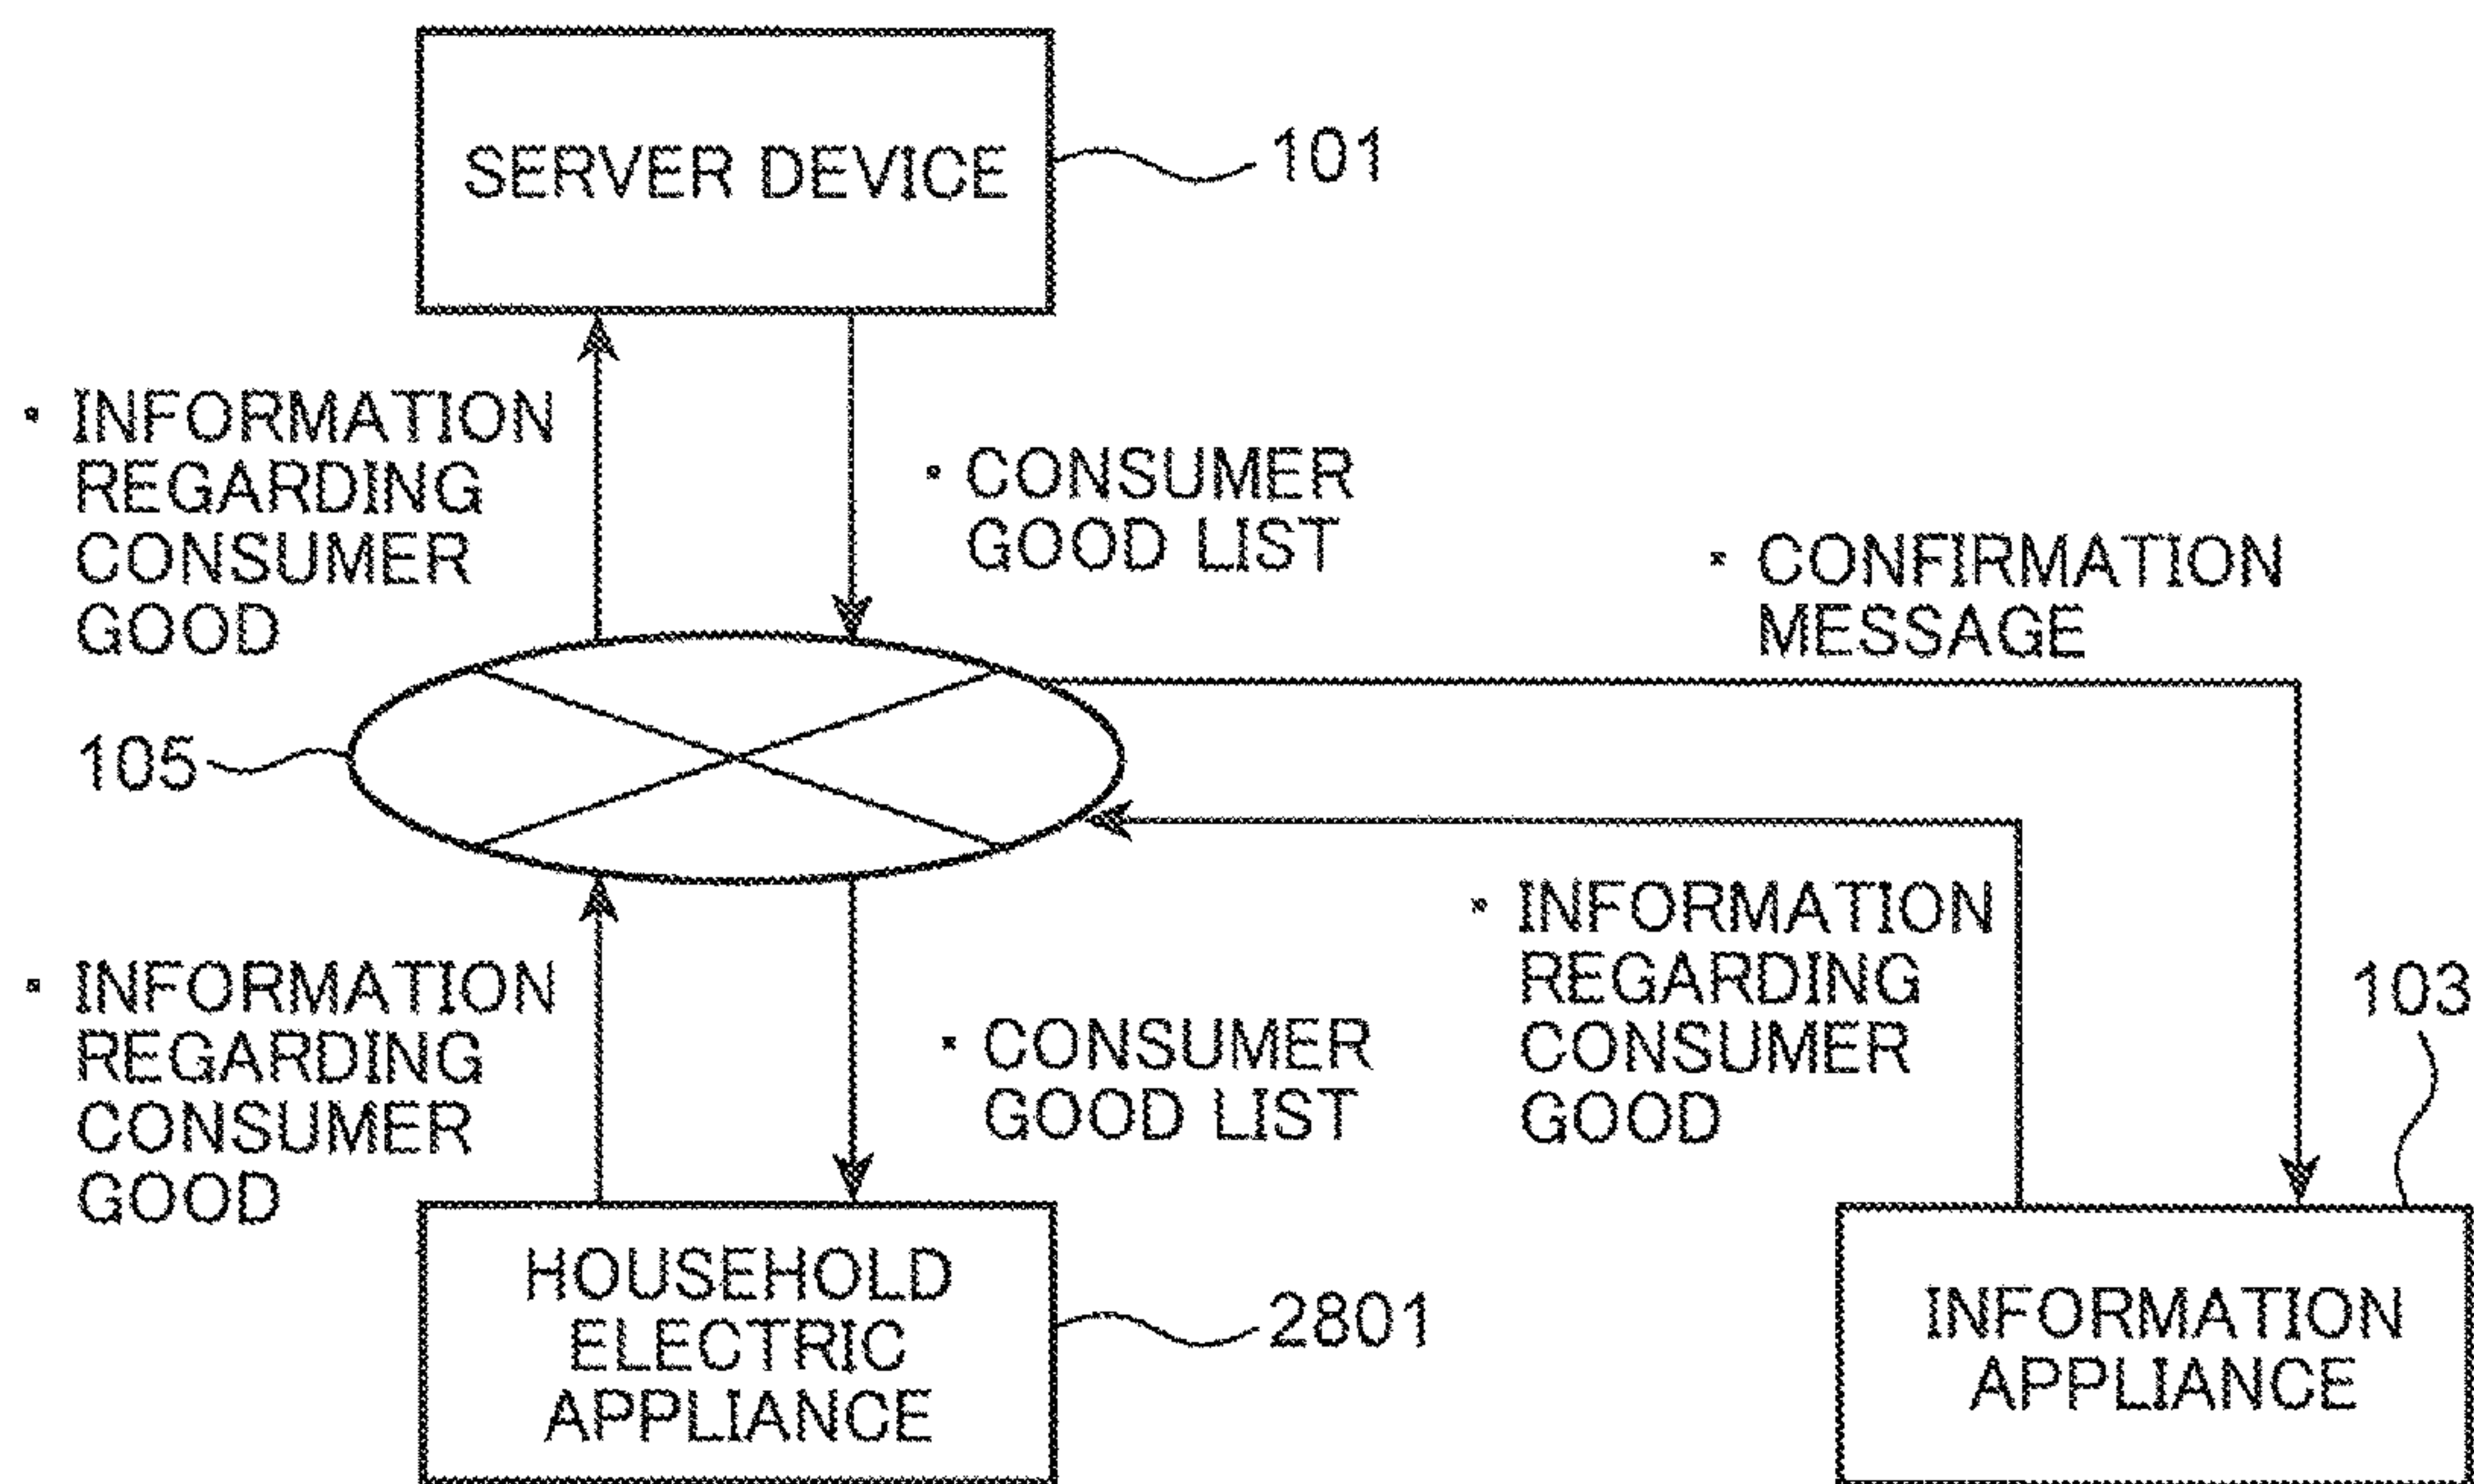 SERVER DEVICE
101
・ INFORMATION
REGARDING
CONSUMER
GOOD
・ CONSUMER
GOOD LIST
・ CONFIRMATION
MESSAGE
105
・ INFORMATION
REGARDING
CONSUMER
GOOD
・ CONSUMER
GOOD LIST
・ INFORMATION
REGARDING
CONSUMER
GOOD
103
HOUSEHOLD
ELECTRIC
APPLIANCE
2801
INFORMATION
APPLIANCE